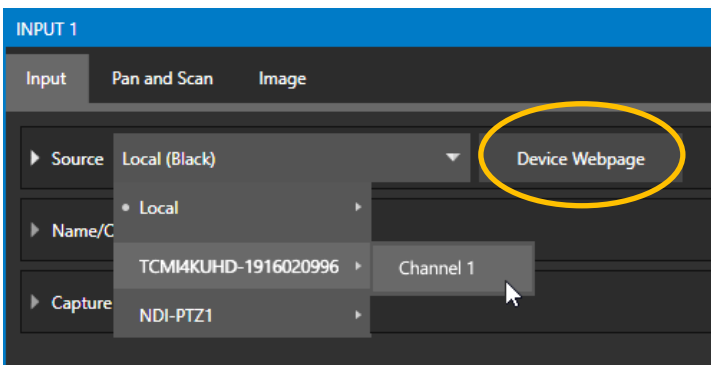 INPUT 1
Input Pan and Scan Image
Source Local (Black) Device Webpage
Local
Name/C
TCMI4KUHD-1916020996 Channel 1
Capture
NDI-PTZ1